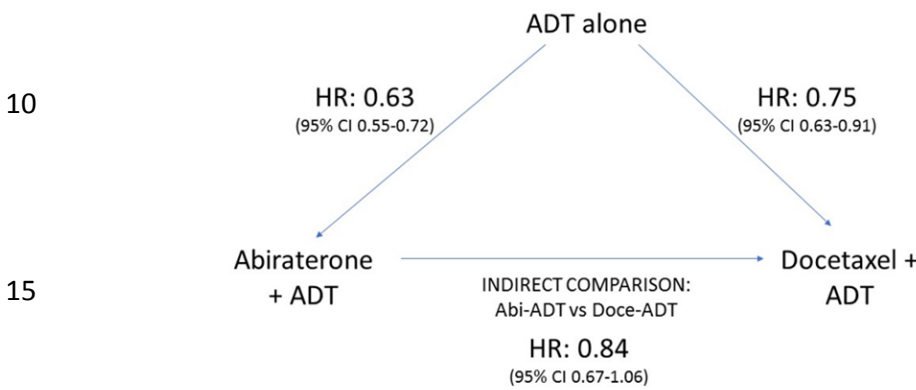 ADT alone
10
HR: 0.63
(95% CI 0.55-0.72)
HR: 0.75
(95% CI 0.63-0.91)
Abiraterone
+ ADT
Docetaxel +
ADT
15
INDIRECT COMPARISON:
Abi-ADT vs Doce-ADT
HR: 0.84
(95% CI 0.67-1.06)